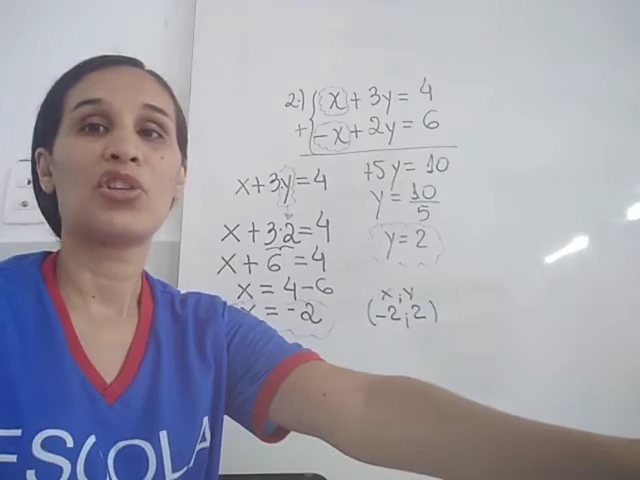 2) x + 3y = 4
+ -x + 2y = 6
+5y = 10
y = 10/5
y = 2
x + 3y = 4
x + 3·2 = 4
x + 6 = 4
x = 4 - 6
x = -2
x ; y
(-2 ; 2)
ESCOLA